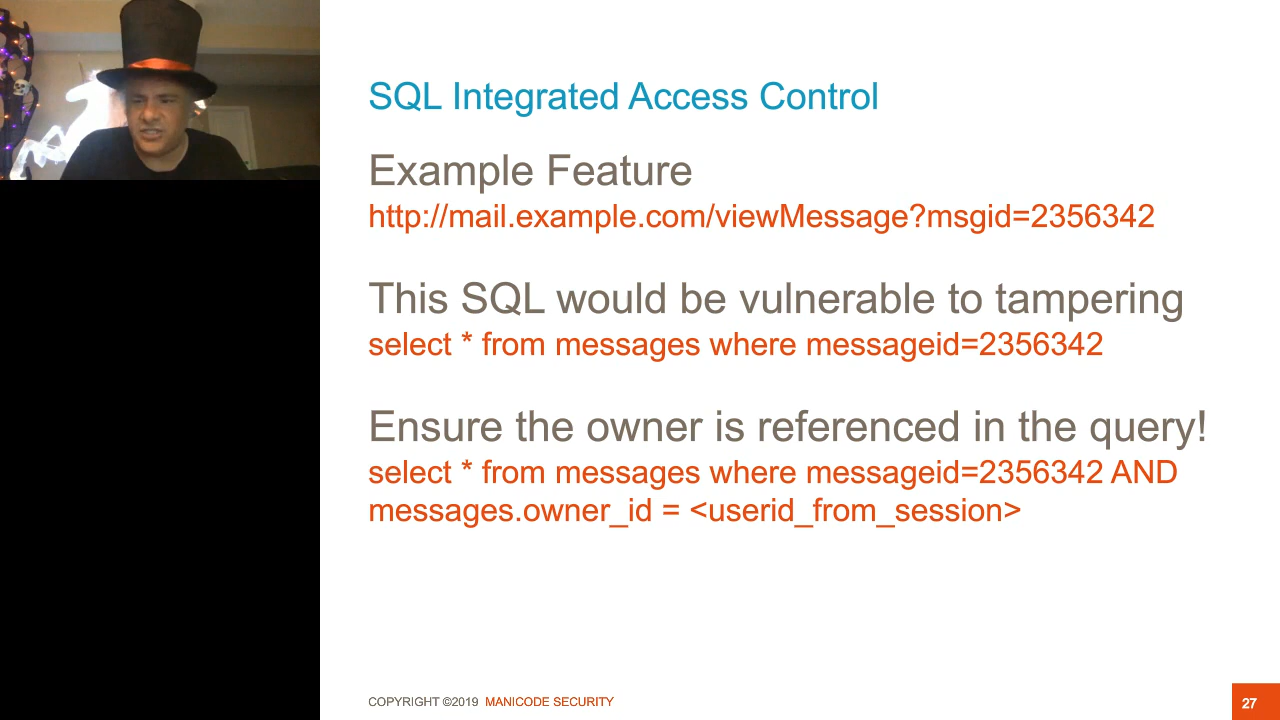 SQL Integrated Access Control
Example Feature
http://mail.example.com/viewMessage?msgid=2356342
This SQL would be vulnerable to tampering
select * from messages where messageid=2356342
Ensure the owner is referenced in the query!
select * from messages where messageid=2356342 AND
messages.owner_id = <userid_from_session>
COPYRIGHT ©2019 MANICODE SECURITY
27